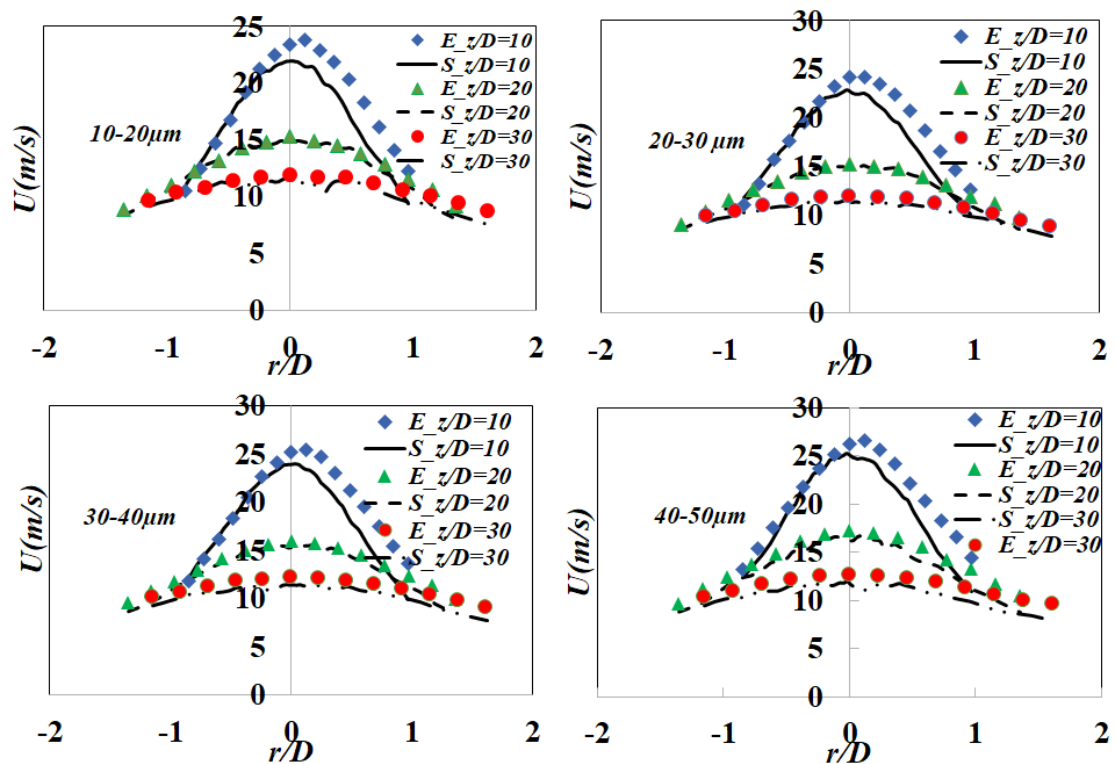 25
20
15
10
5
0
U(m/s)
10-20µm
E_z/D=10
S_z/D=10
E_z/D=20
S_z/D=20
E_z/D=30
S_z/D=30
-2 -1 0 1 2
r/D
30
25
20
15
10
5
0
U(m/s)
20-30 µm
E_z/D=10
S_z/D=10
E_z/D=20
S_z/D=20
E_z/D=30
S_z/D=30
-2 -1 0 1 2
r/D
30
25
20
15
10
5
0
U(m/s)
30-40µm
E_z/D=10
S_z/D=10
E_z/D=20
S_z/D=20
E_z/D=30
S_z/D=30
-2 -1 0 1 2
r/D
30
25
20
15
10
5
0
U(m/s)
40-50µm
E_z/D=10
S_z/D=10
E_z/D=20
S_z/D=20
S_z/D=30
E_z/D=30
-2 -1 0 1 2
r/D